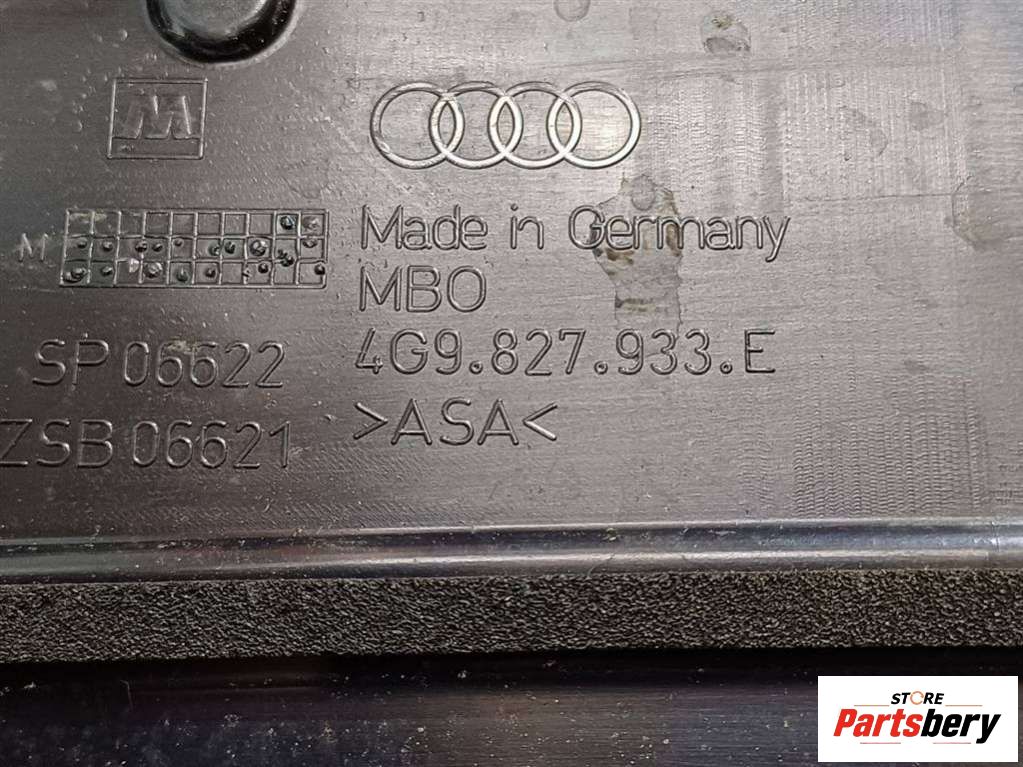 M
Made in Germany
M
MBO
SP 06622
4G9.827.933.E
ZSB 06621
>ASA<
STORE
Partsbery